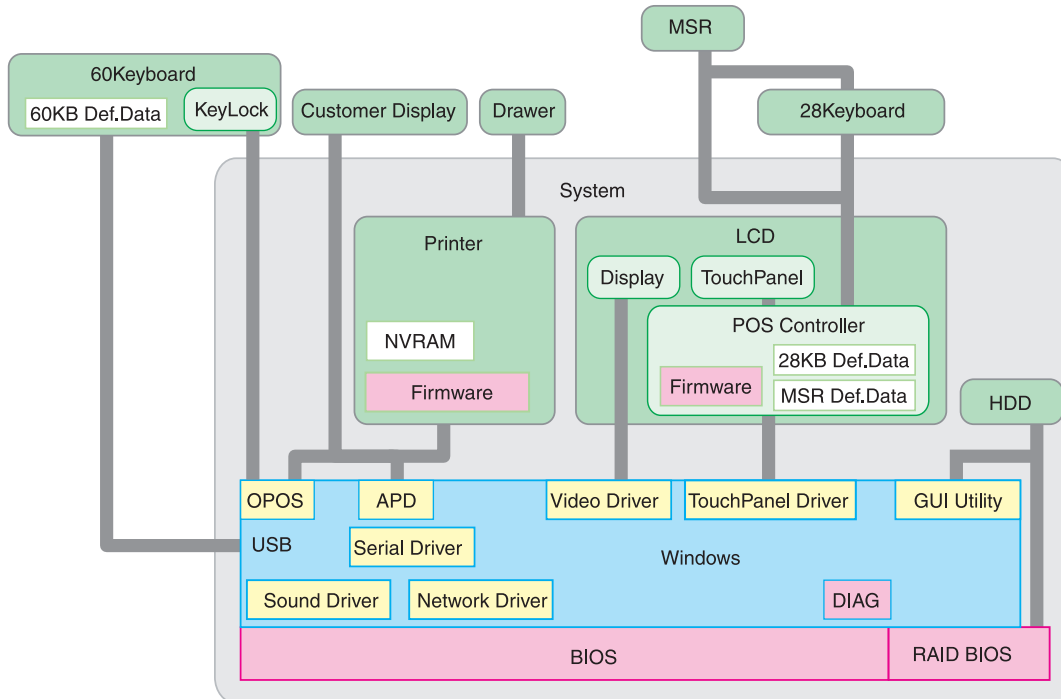 MSR
60Keyboard
60KB Def.Data
KeyLock
Customer Display
Drawer
28Keyboard
System
Printer
LCD
Display
TouchPanel
POS Controller
NVRAM
28KB Def.Data
Firmware
Firmware
MSR Def.Data
HDD
OPOS
APD
Video Driver
TouchPanel Driver
GUI Utility
USB
Serial Driver
Windows
Sound Driver
Network Driver
DIAG
BIOS
RAID BIOS